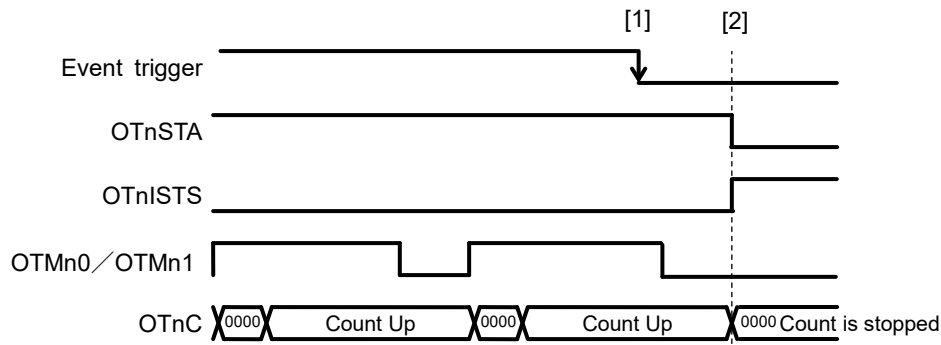 [1] [2]
Event trigger
OTnSTA
OTnISTS
OTMn0／OTMn1
OTnC 0000 Count Up 0000 Count Up 0000 Count is stopped